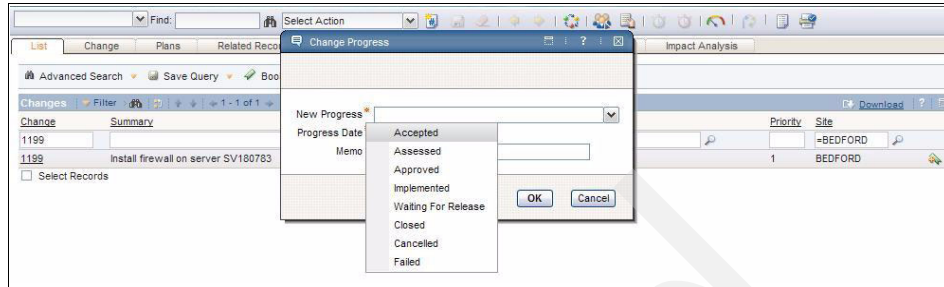 Find: Select Action
List Change Plans Related Recor Impact Analysis
Change Progress
Advanced Search Save Query Boo
Changes Filter 1 - 1 of 1 Download ?
New Progress*
Change Summary Priority Site
Progress Date
1199 =BEDFORD
Memo
1199 Install firewall on server SV180783 1 BEDFORD
Select Records
Accepted
Assessed
Approved
Implemented
Waiting For Release
Closed
Cancelled
Failed
OK Cancel